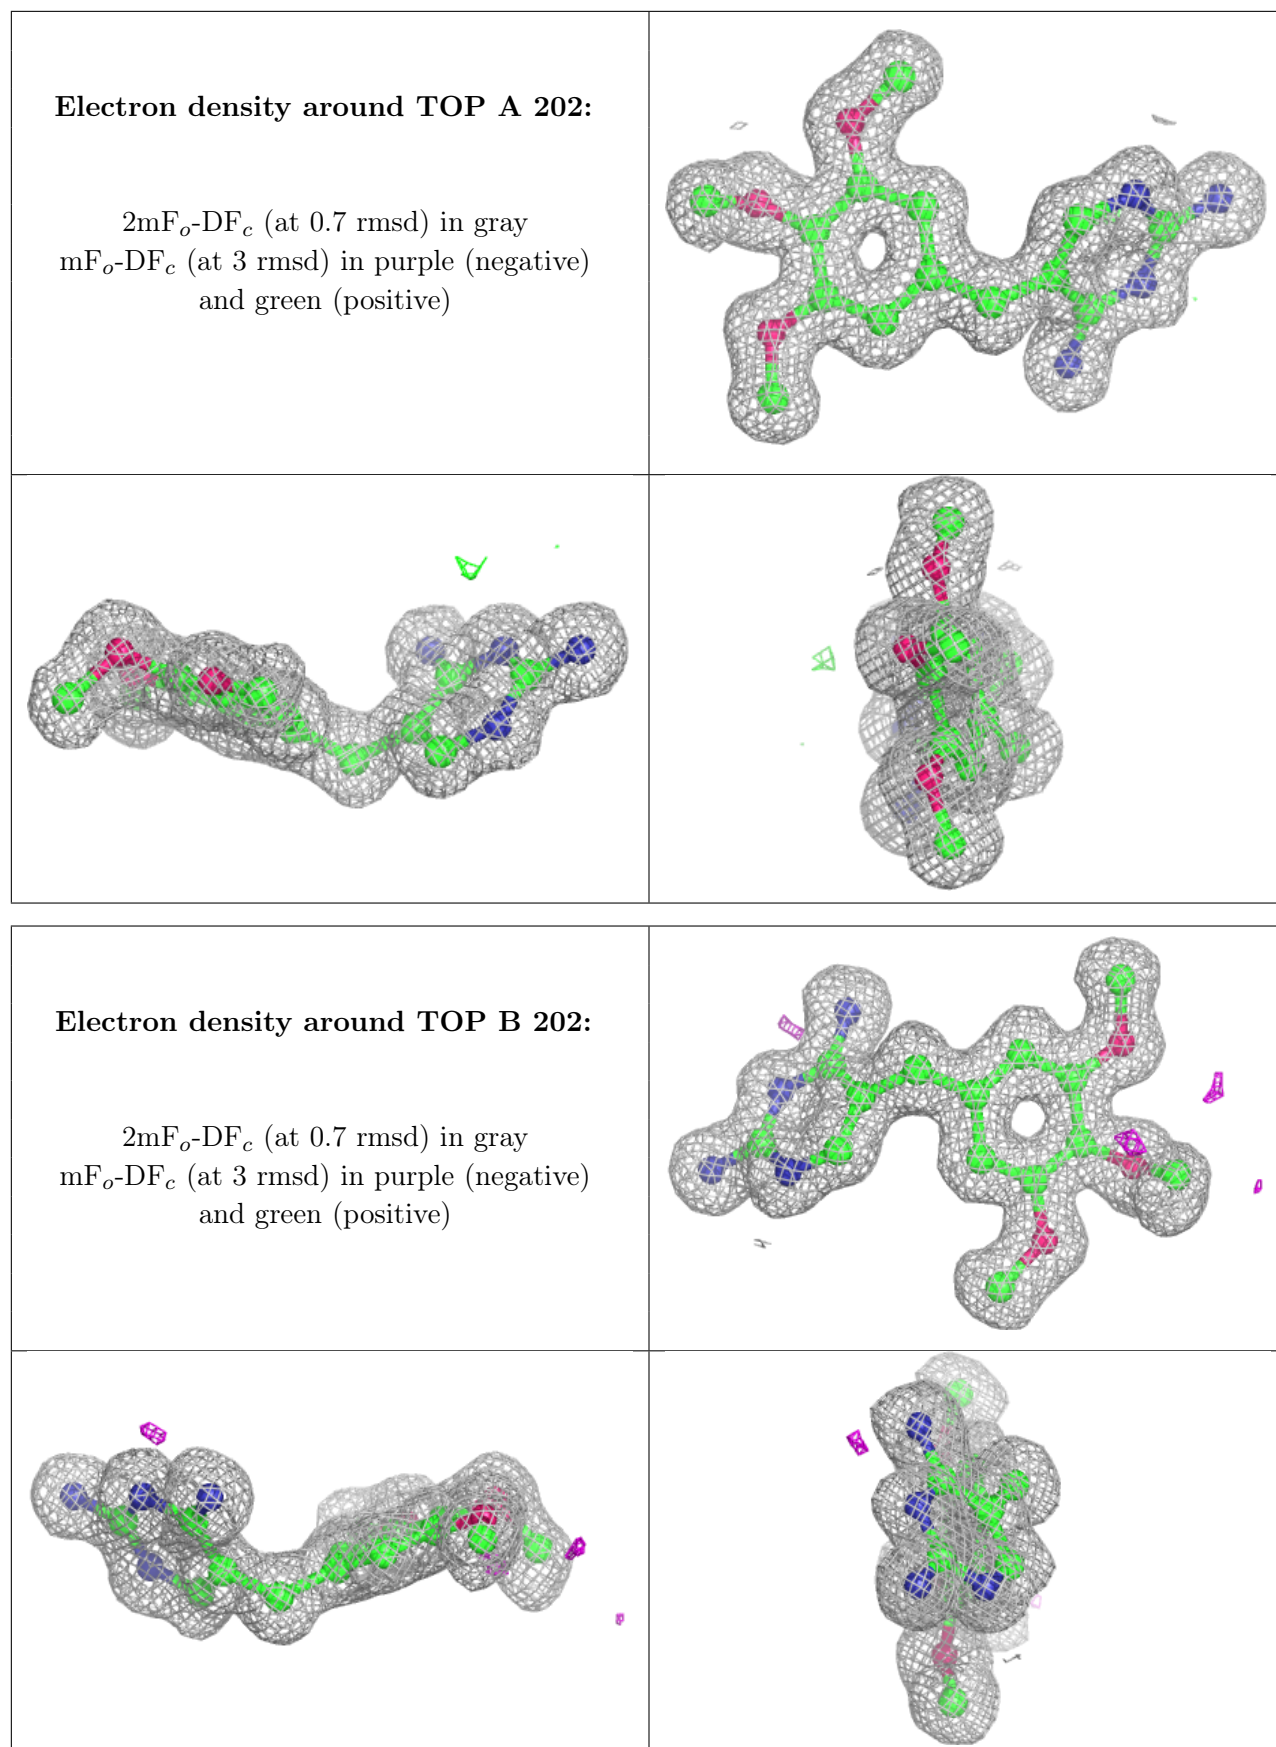 Electron density around TOP A 202:
2mFₒ-DF𝒸 (at 0.7 rmsd) in gray
mFₒ-DF𝒸 (at 3 rmsd) in purple (negative)
and green (positive)
Electron density around TOP B 202:
2mFₒ-DF𝒸 (at 0.7 rmsd) in gray
mFₒ-DF𝒸 (at 3 rmsd) in purple (negative)
and green (positive)